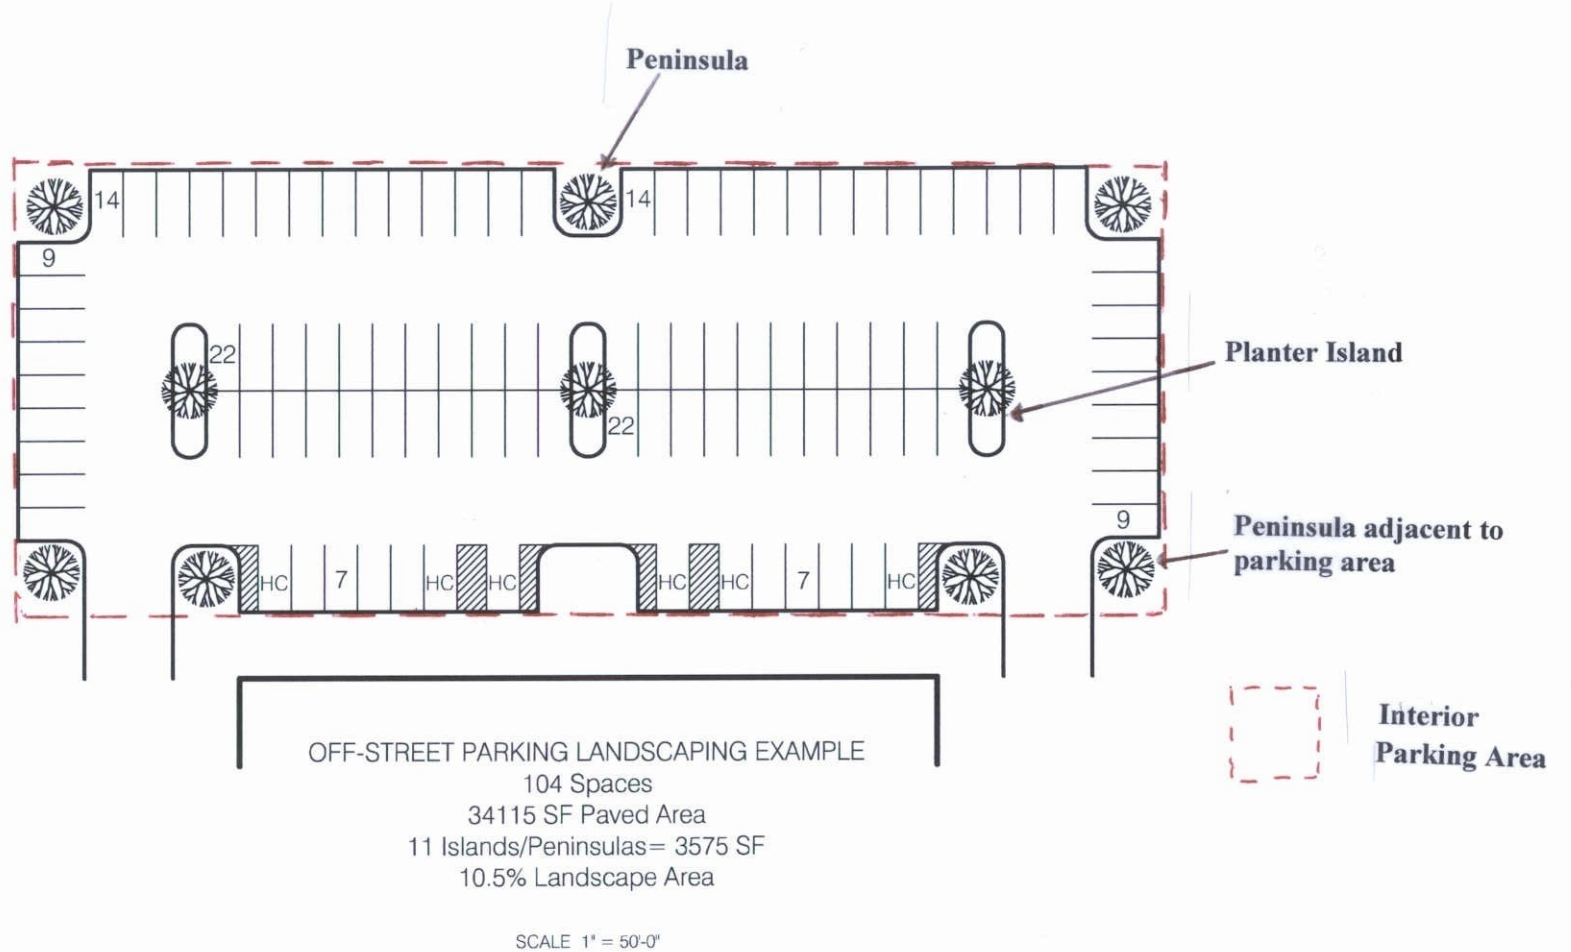 Peninsula
14
14
9
22
Planter Island
22
9
Peninsula adjacent to
parking area
HC
7
HC
HC
HC
HC
7
HC
Interior
Parking Area
OFF-STREET PARKING LANDSCAPING EXAMPLE
104 Spaces
34115 SF Paved Area
11 Islands/Peninsulas= 3575 SF
10.5% Landscape Area
SCALE 1" = 50'-0"